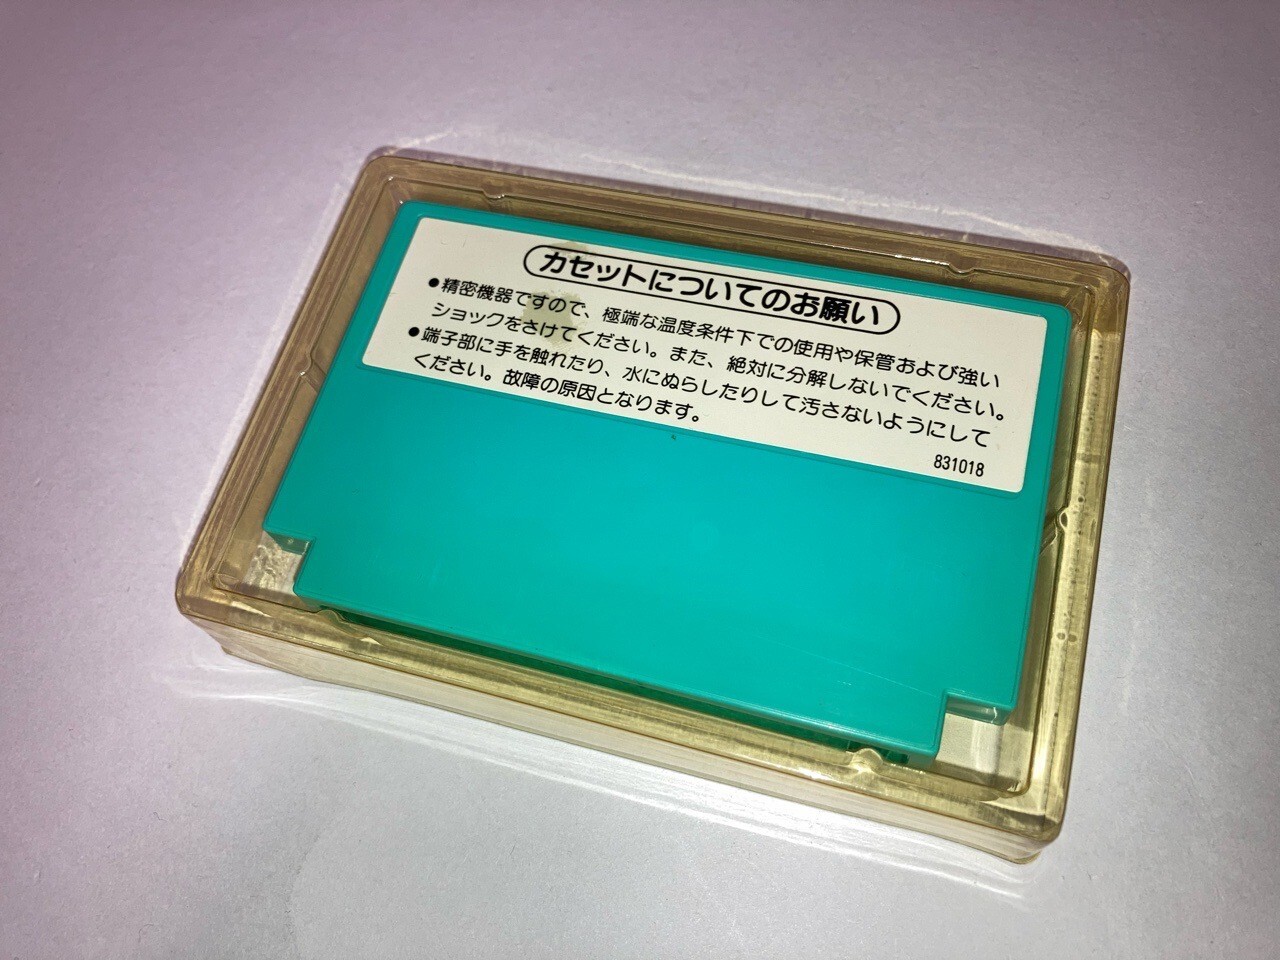 カセットについてのお願い
●精密機器ですので、極端な温度条件下での使用や保管および強い
ショックをさけてください。また、絶対に分解しないでください。
●端子部に手を触れたり、水にぬらしたりして汚さないようにして
ください。故障の原因となります。
831018